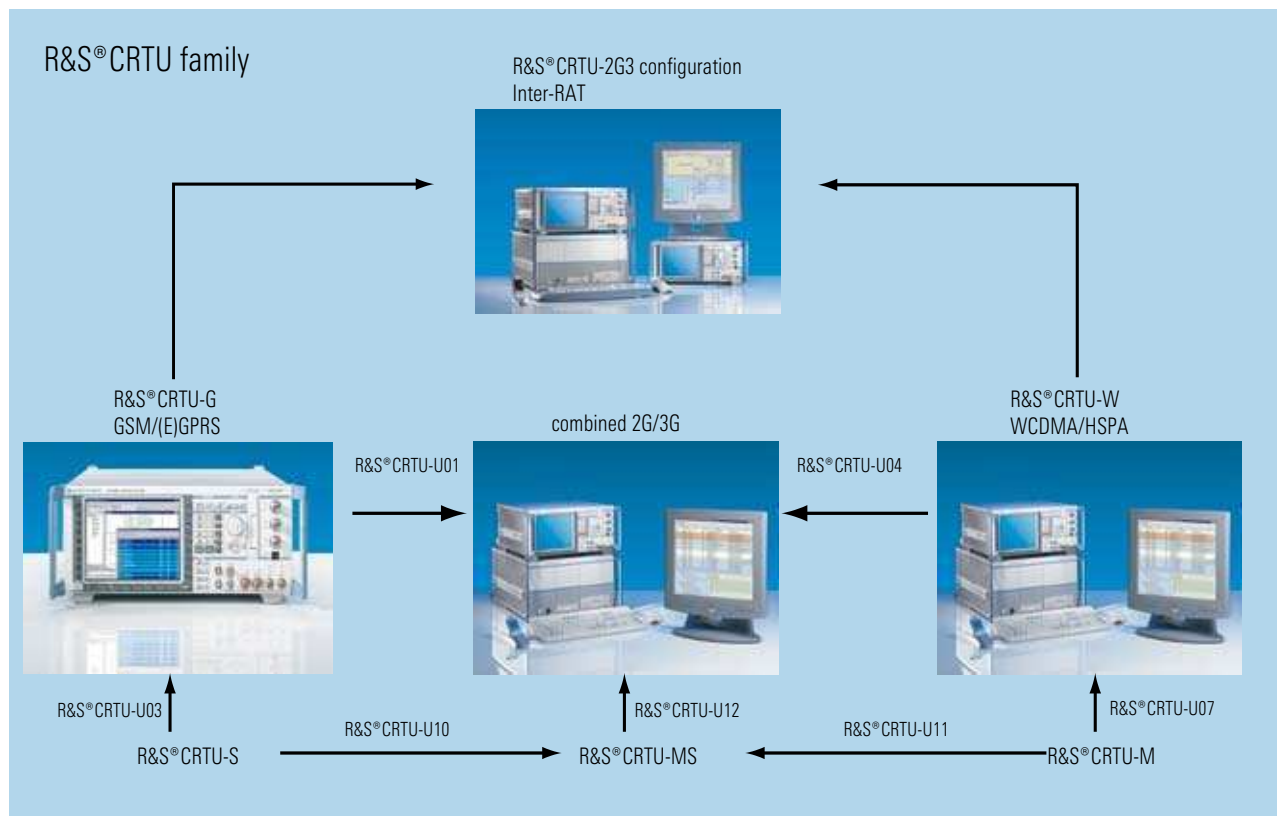 R&S®CRTU family
R&S®CRTU-2G3 configuration
Inter-RAT
R&S®CRTU-G
GSM/(E)GPRS
combined 2G/3G
R&S®CRTU-W
WCDMA/HSPA
R&S®CRTU-U01
R&S®CRTU-U04
R&S®CRTU-U03
R&S®CRTU-U10
R&S®CRTU-U12
R&S®CRTU-U11
R&S®CRTU-U07
R&S®CRTU-S
R&S®CRTU-MS
R&S®CRTU-M